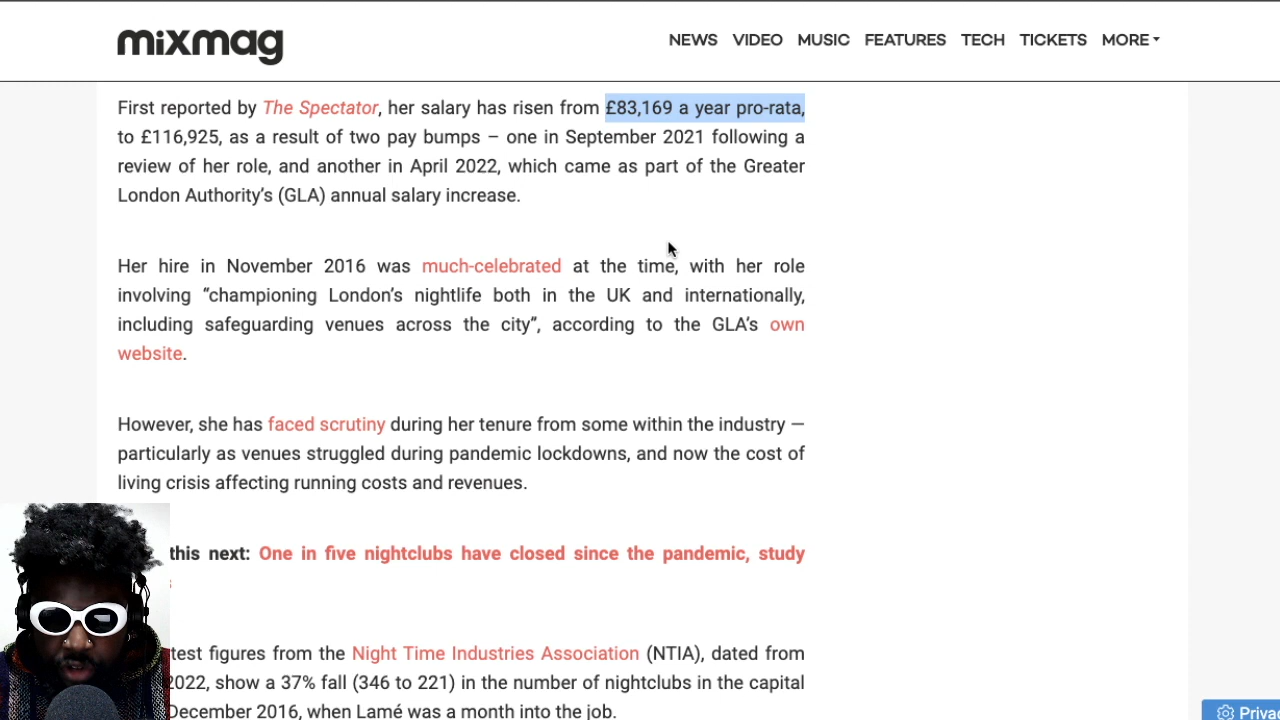 mixmag
NEWS VIDEO MUSIC FEATURES TECH TICKETS MORE
First reported by The Spectator, her salary has risen from £83,169 a year pro-rata,
to £116,925, as a result of two pay bumps – one in September 2021 following a
review of her role, and another in April 2022, which came as part of the Greater
London Authority's (GLA) annual salary increase.
Her hire in November 2016 was much-celebrated at the time, with her role
involving “championing London's nightlife both in the UK and internationally,
including safeguarding venues across the city”, according to the GLA's own
website.
However, she has faced scrutiny during her tenure from some within the industry —
particularly as venues struggled during pandemic lockdowns, and now the cost of
living crisis affecting running costs and revenues.
this next: One in five nightclubs have closed since the pandemic, study
test figures from the Night Time Industries Association (NTIA), dated from
2022, show a 37% fall (346 to 221) in the number of nightclubs in the capital
December 2016, when Lamé was a month into the job.